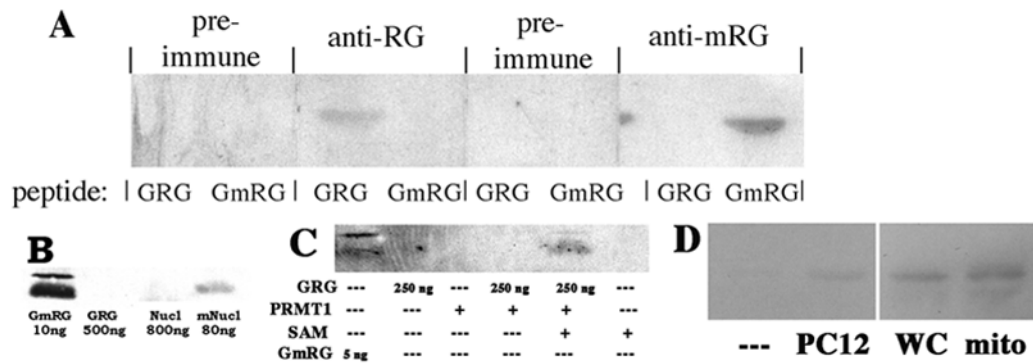 A
pre-immune anti-RG pre-immune anti-mRG
peptide: GRG GmRG GRG GmRG GRG GmRG GRG GmRG
B
GmRG 10ng GRG 500ng Nucl 800ng mNucl 80ng
C
GRG --- 250 ng --- 250 ng 250 ng ---
PRMT1 --- --- + + + ---
SAM --- --- --- --- + +
GmRG 5 ng --- --- --- --- ---
D
--- PC12 WC mito